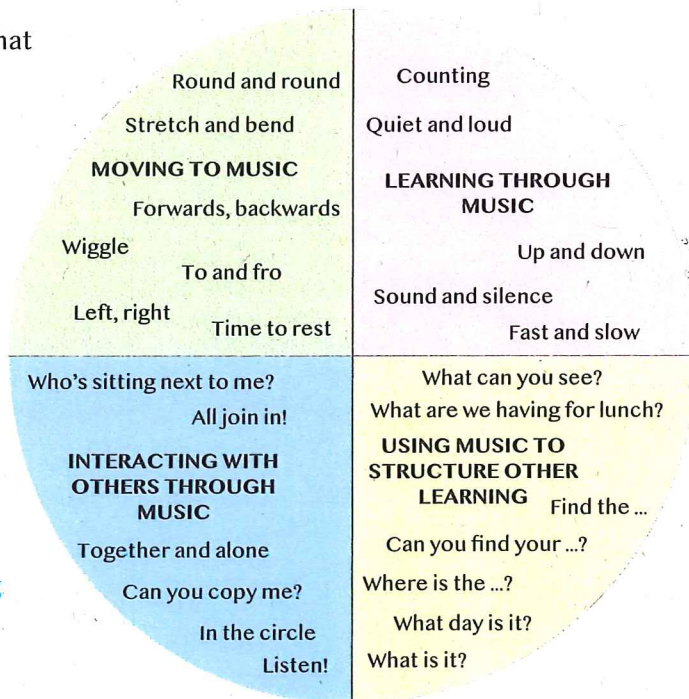 Round and round
Stretch and bend
MOVING TO MUSIC
Forwards, backwards
Wiggle
To and fro
Left, right
Time to rest
Counting
Quiet and loud
LEARNING THROUGH
MUSIC
Up and down
Sound and silence
Fast and slow
Who's sitting next to me?
All join in!
INTERACTING WITH
OTHERS THROUGH
MUSIC
Together and alone
Can you copy me?
In the circle
Listen!
What can you see?
What are we having for lunch?
USING MUSIC TO
STRUCTURE OTHER
LEARNING
Find the ...
Can you find your ...?
Where is the ...?
What day is it?
What is it?